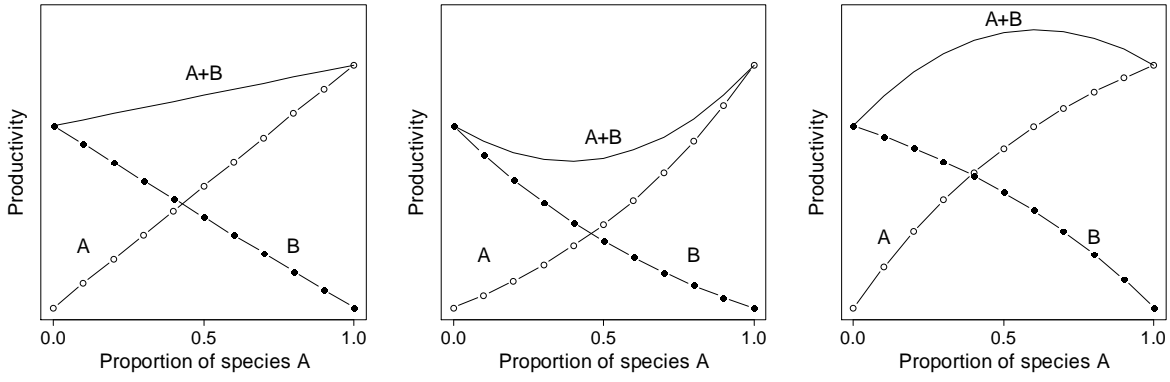 Productivity
A+B
A
B
0.0 0.5 1.0
Proportion of species A
Productivity
A+B
A
B
0.0 0.5 1.0
Proportion of species A
Productivity
A+B
A
B
0.0 0.5 1.0
Proportion of species A